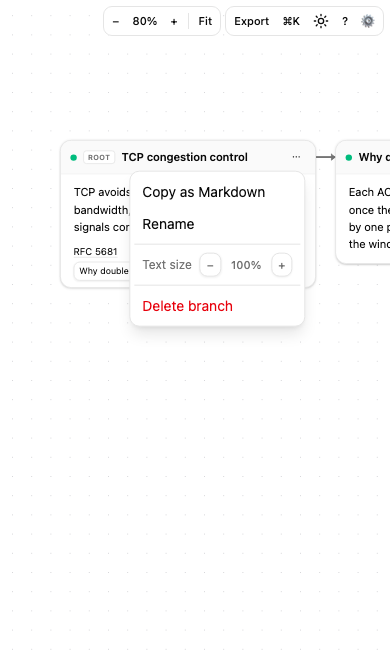 − 80% + Fit Export ⌘K ?
ROOT TCP congestion control ...
Why d
TCP avoids
bandwidth,
signals con
RFC 5681
Why double
Copy as Markdown
Rename
Text size − 100% +
Delete branch
Each AC
once the
by one p
the wind